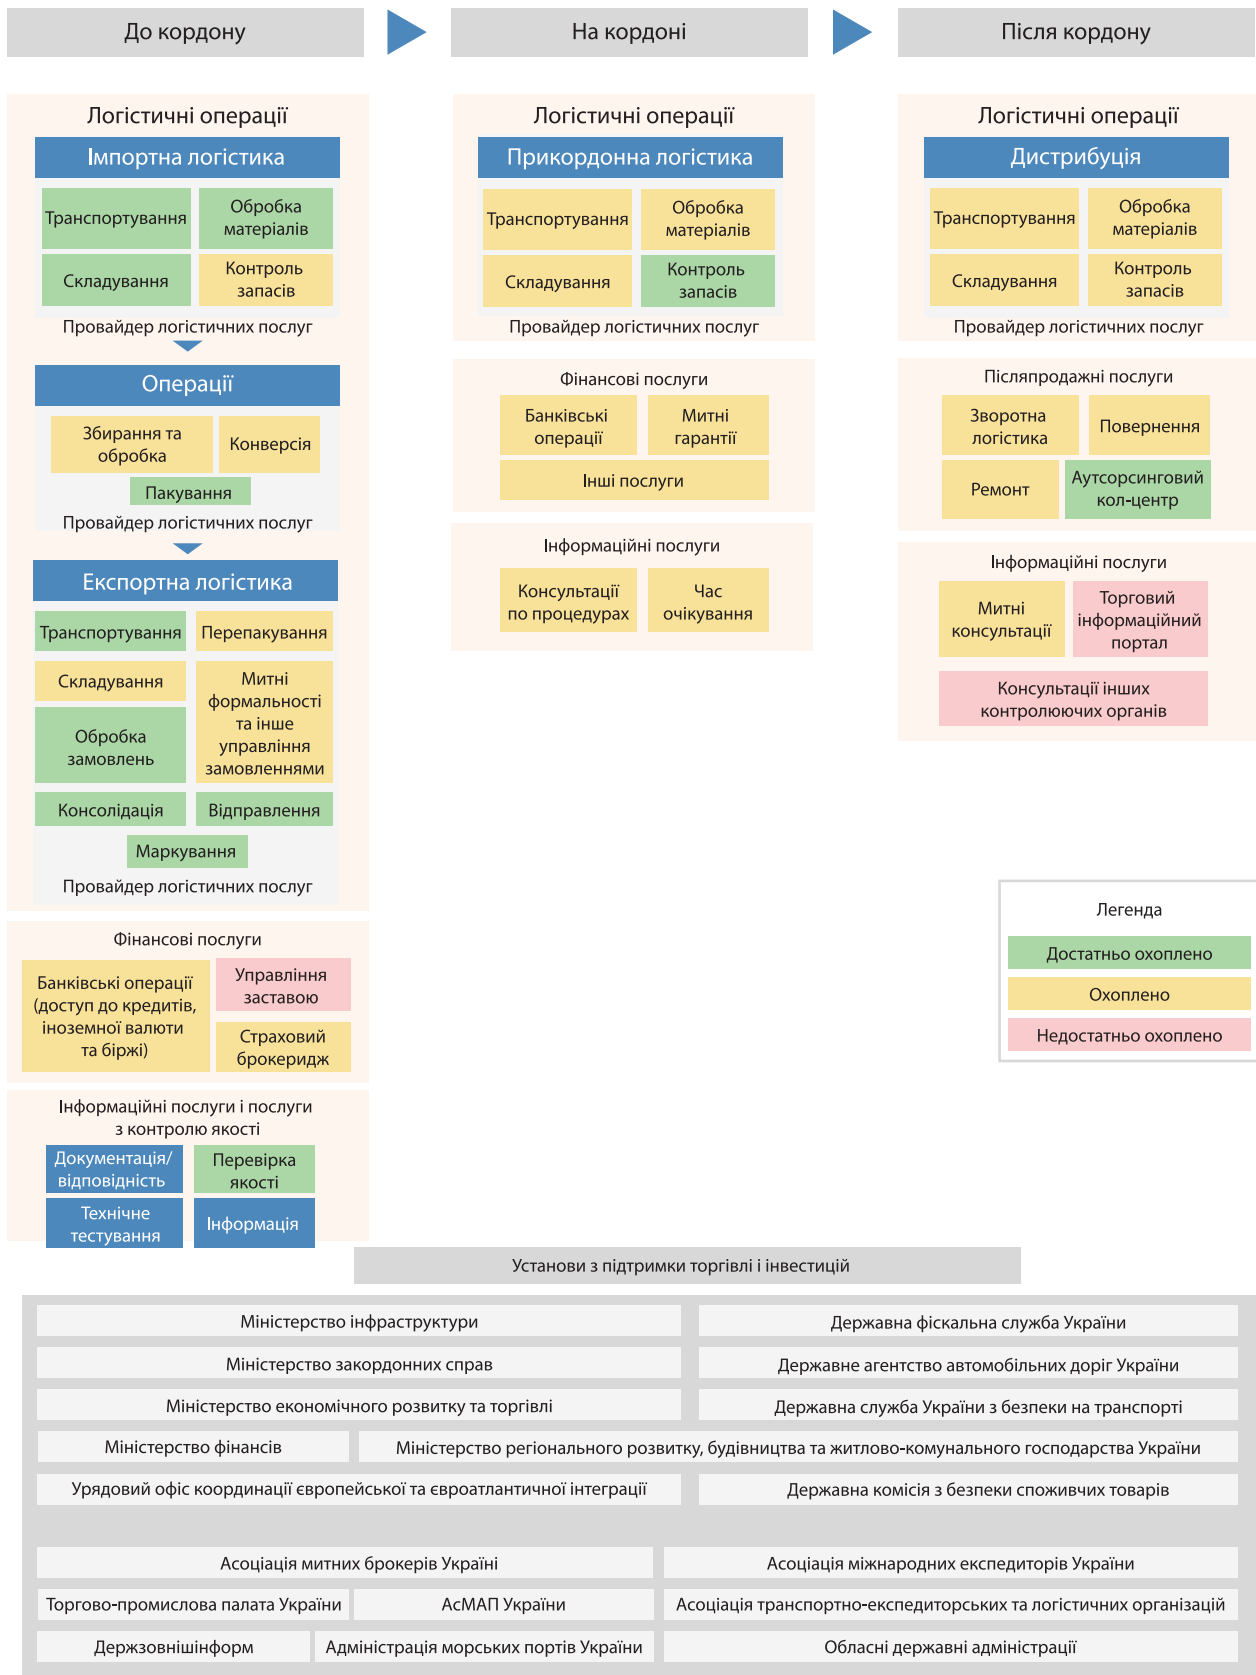 До кордону
На кордоні
Після кордону
Логістичні операції
Імпортна логістика
Транспортування
Обробка
матеріалів
Складування
Контроль
запасів
Провайдер логістичних послуг
Операції
Збирання та
обробка
Конверсія
Пакування
Провайдер логістичних послуг
Експортна логістика
Транспортування
Перепакування
Складування
Митні
формальності
та інше
управління
замовленнями
Обробка
замовлень
Консолідація
Відправлення
Маркування
Провайдер логістичних послуг
Фінансові послуги
Банківські операції
(доступ до кредитів,
іноземної валюти
та біржі)
Управління
заставою
Страховий
брокеридж
Інформаційні послуги і послуги
з контролю якості
Документація/
відповідність
Перевірка
якості
Технічне
тестування
Інформація
Логістичні операції
Прикордонна логістика
Транспортування
Обробка
матеріалів
Складування
Контроль
запасів
Провайдер логістичних послуг
Фінансові послуги
Банківські
операції
Митні
гарантії
Інші послуги
Інформаційні послуги
Консультації
по процедурах
Час
очікування
Логістичні операції
Дистрибуція
Транспортування
Обробка
матеріалів
Складування
Контроль
запасів
Провайдер логістичних послуг
Післяпродажні послуги
Зворотна
логістика
Повернення
Ремонт
Аутсорсинговий
кол-центр
Інформаційні послуги
Митні
консультації
Торговий
інформаційний
портал
Консультації інших
контролюючих органів
Легенда
Достатньо охоплено
Охоплено
Недостатньо охоплено
Установи з підтримки торгівлі і інвестицій
Міністерство інфраструктури
Державна фіскальна служба України
Міністерство закордонних справ
Державне агентство автомобільних доріг України
Міністерство економічного розвитку та торгівлі
Державна служба України з безпеки на транспорті
Міністерство фінансів
Міністерство регіонального розвитку, будівництва та житлово-комунального господарства України
Урядовий офіс координації європейської та євроатлантичної інтеграції
Державна комісія з безпеки споживчих товарів
Асоціація митних брокерів Україні
Асоціація міжнародних експедиторів України
Торгово-промислова палата України
АсМАП України
Асоціація транспортно-експедиторських та логістичних організацій
Держзовнішінформ
Адміністрація морських портів України
Обласні державні адміністрації